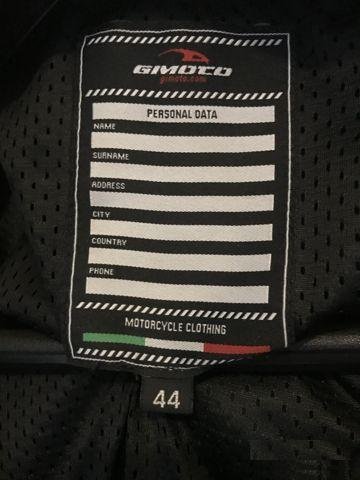 GIMOTO
gimoto.com
PERSONAL DATA
NAME
SURNAME
ADDRESS
CITY
COUNTRY
PHONE
MOTORCYCLE CLOTHING
44